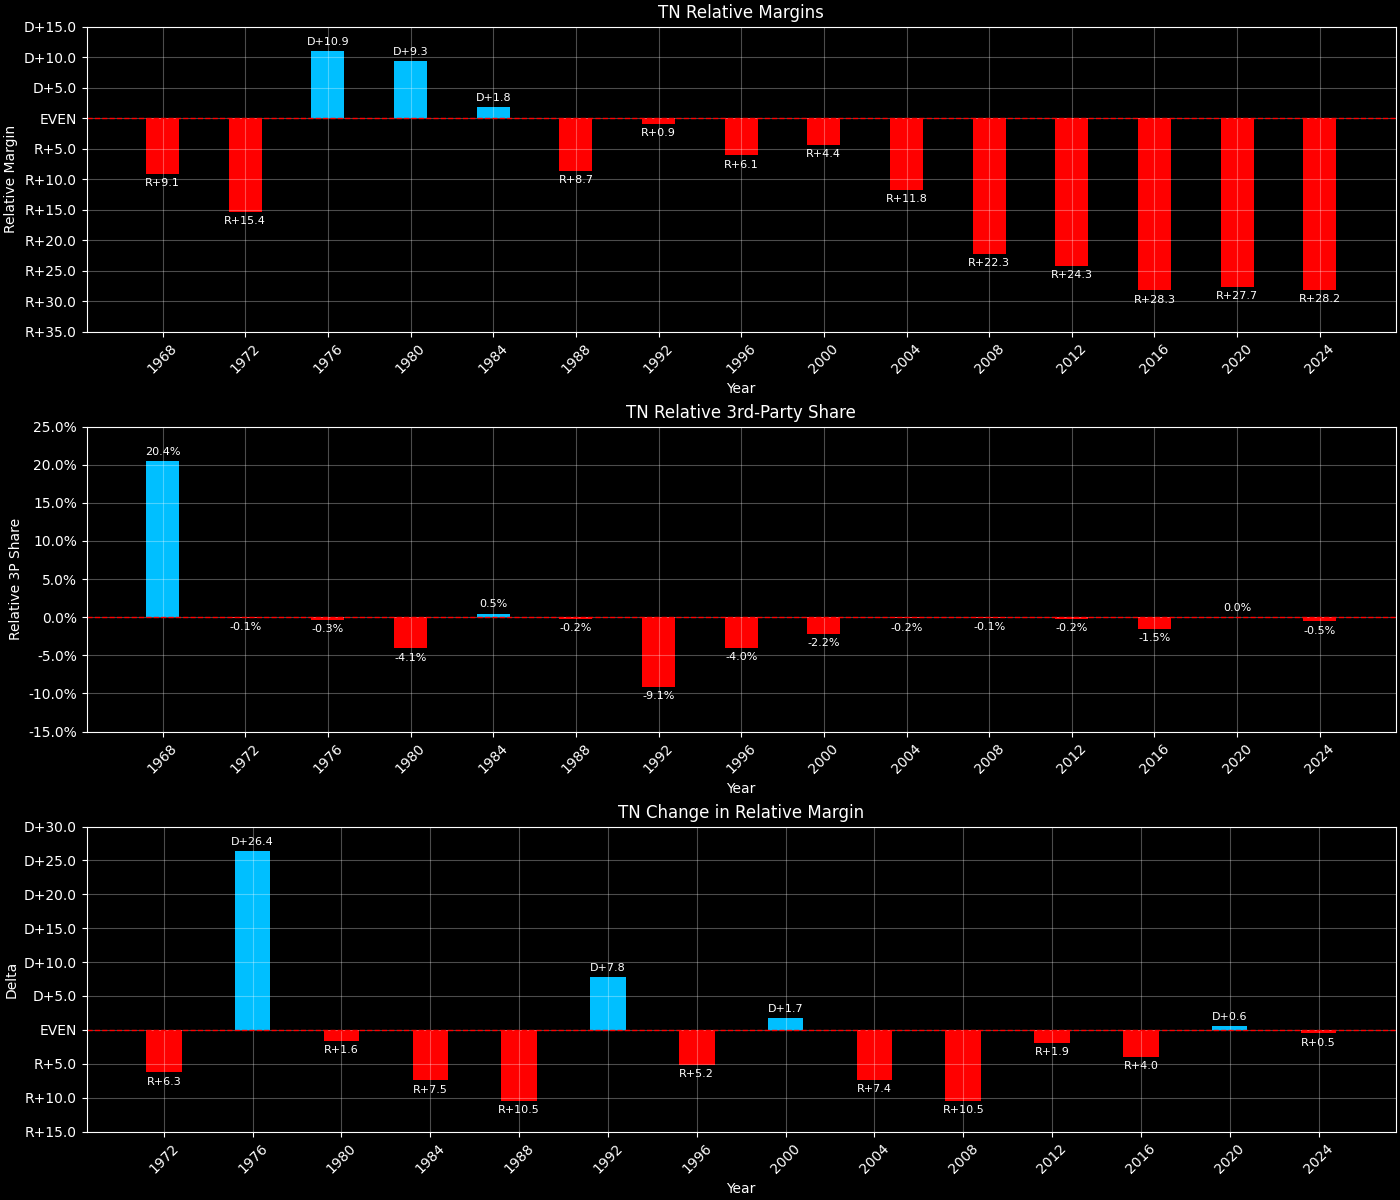 TN Relative Margins
Relative Margin
D+15.0
D+10.0
D+5.0
EVEN
R+5.0
R+10.0
R+15.0
R+20.0
R+25.0
R+30.0
R+35.0
R+9.1
R+15.4
D+10.9
D+9.3
D+1.8
R+8.7
R+0.9
R+6.1
R+4.4
R+11.8
R+22.3
R+24.3
R+28.3
R+27.7
R+28.2
1968
1972
1976
1980
1984
1988
1992
1996
2000
2004
2008
2012
2016
2020
2024
Year
TN Relative 3rd-Party Share
Relative 3P Share
25.0%
20.0%
15.0%
10.0%
5.0%
0.0%
-5.0%
-10.0%
-15.0%
20.4%
-0.1%
-0.3%
-4.1%
0.5%
-0.2%
-9.1%
-4.0%
-2.2%
-0.2%
-0.1%
-0.2%
-1.5%
0.0%
-0.5%
1968
1972
1976
1980
1984
1988
1992
1996
2000
2004
2008
2012
2016
2020
2024
Year
TN Change in Relative Margin
Delta
D+30.0
D+25.0
D+20.0
D+15.0
D+10.0
D+5.0
EVEN
R+5.0
R+10.0
R+15.0
R+6.3
D+26.4
R+1.6
R+7.5
R+10.5
D+7.8
R+5.2
D+1.7
R+7.4
R+10.5
R+1.9
R+4.0
D+0.6
R+0.5
1972
1976
1980
1984
1988
1992
1996
2000
2004
2008
2012
2016
2020
2024
Year